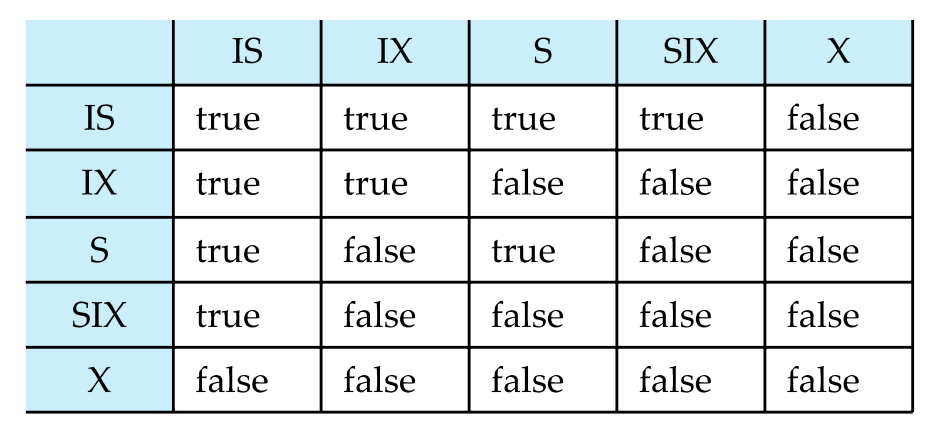 IS IX S SIX X
IS true true true true false
IX true true false false false
S true false true false false
SIX true false false false false
X false false false false false